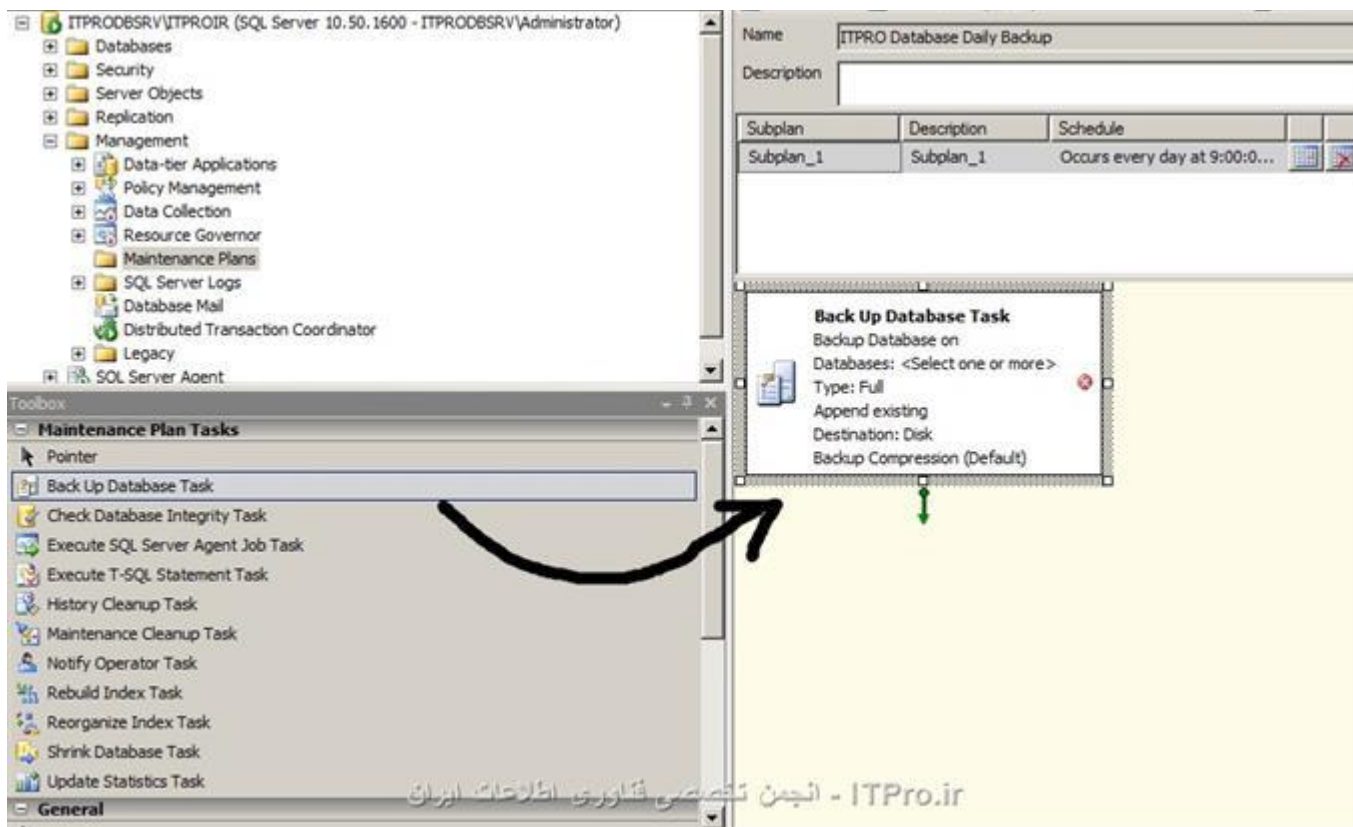 ITPRODBSRV\ITPROIR (SQL Server 10.50.1600 - ITPRODBSRV\Administrator)
Databases
Security
Server Objects
Replication
Management
Data-tier Applications
Policy Management
Data Collection
Resource Governor
Maintenance Plans
SQL Server Logs
Database Mail
Distributed Transaction Coordinator
Legacy
SQL Server Agent
Toolbox
Maintenance Plan Tasks
Pointer
Back Up Database Task
Check Database Integrity Task
Execute SQL Server Agent Job Task
Execute T-SQL Statement Task
History Cleanup Task
Maintenance Cleanup Task
Notify Operator Task
Rebuild Index Task
Reorganize Index Task
Shrink Database Task
Update Statistics Task
General
Name ITPRO Database Daily Backup
Description
Subplan Description Schedule
Subplan_1 Subplan_1 Occurs every day at 9:00:0...
Back Up Database Task
Backup Database on
Databases: <Select one or more>
Type: Full
Append existing
Destination: Disk
Backup Compression (Default)
ITPro.ir - انجمن تخصصی فناوری اطلاعات ایران